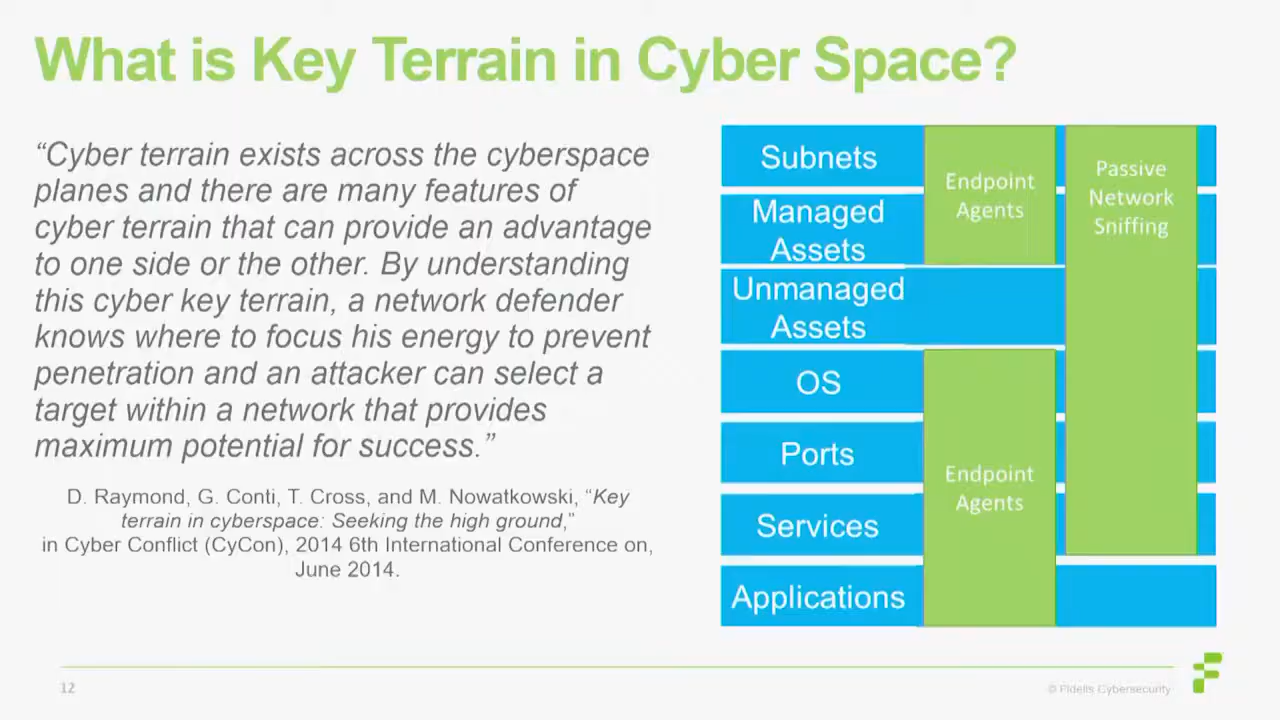 What is Key Terrain in Cyber Space?
“Cyber terrain exists across the cyberspace
planes and there are many features of
cyber terrain that can provide an advantage
to one side or the other. By understanding
this cyber key terrain, a network defender
knows where to focus his energy to prevent
penetration and an attacker can select a
target within a network that provides
maximum potential for success.”
D. Raymond, G. Conti, T. Cross, and M. Nowatkowski, “Key
terrain in cyberspace: Seeking the high ground,”
in Cyber Conflict (CyCon), 2014 6th International Conference on,
June 2014.
Subnets
Managed
Assets
Unmanaged
Assets
OS
Ports
Services
Applications
Endpoint
Agents
Endpoint
Agents
Passive
Network
Sniffing
12
© Fidelis Cybersecurity